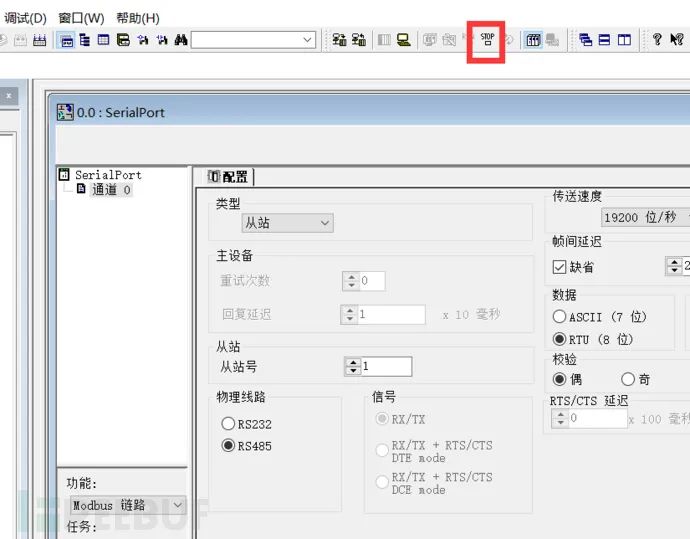 调试(D) 窗口(W) 帮助(H)
STOP
0.0 : SerialPort
SerialPort
通道 0
配置
类型
从站
主设备
重试次数
0
回复延迟
1
x 10 毫秒
从站
从站号
1
物理线路
RS232
RS485
信号
RX/TX
RX/TX + RTS/CTS
DTE mode
RX/TX + RTS/CTS
DCE mode
传送速度
19200 位/秒
帧间延迟
缺省
2
数据
ASCII (7 位)
RTU (8 位)
校验
偶
奇
RTS/CTS 延迟
0
x 100 毫秒
功能:
Modbus 链路
任务:
REEBUF